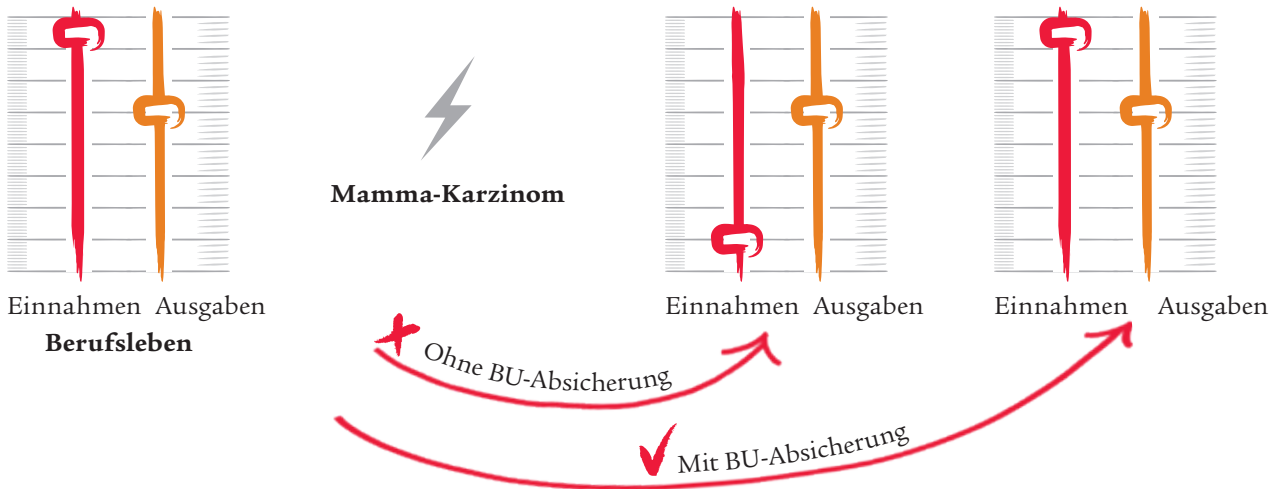 Mamma-Karzinom
Einnahmen Ausgaben
Berufsleben
Einnahmen Ausgaben
Einnahmen Ausgaben
Ohne BU-Absicherung
Mit BU-Absicherung